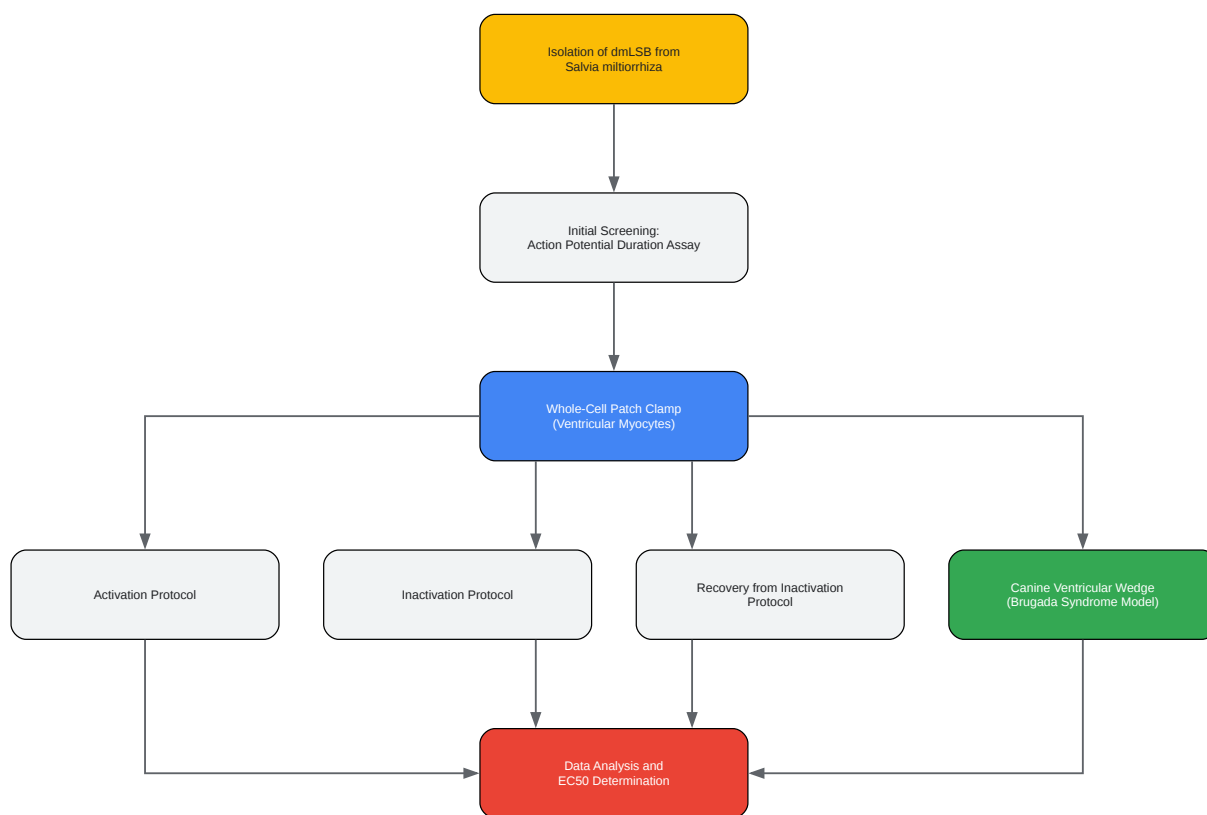 Isolation of dmLSB from
Salvia miltiorrhiza
Initial Screening:
Action Potential Duration Assay
Whole-Cell Patch Clamp
(Ventricular Myocytes)
Activation Protocol
Inactivation Protocol
Recovery from Inactivation
Protocol
Canine Ventricular Wedge
(Brugada Syndrome Model)
Data Analysis and
EC50 Determination